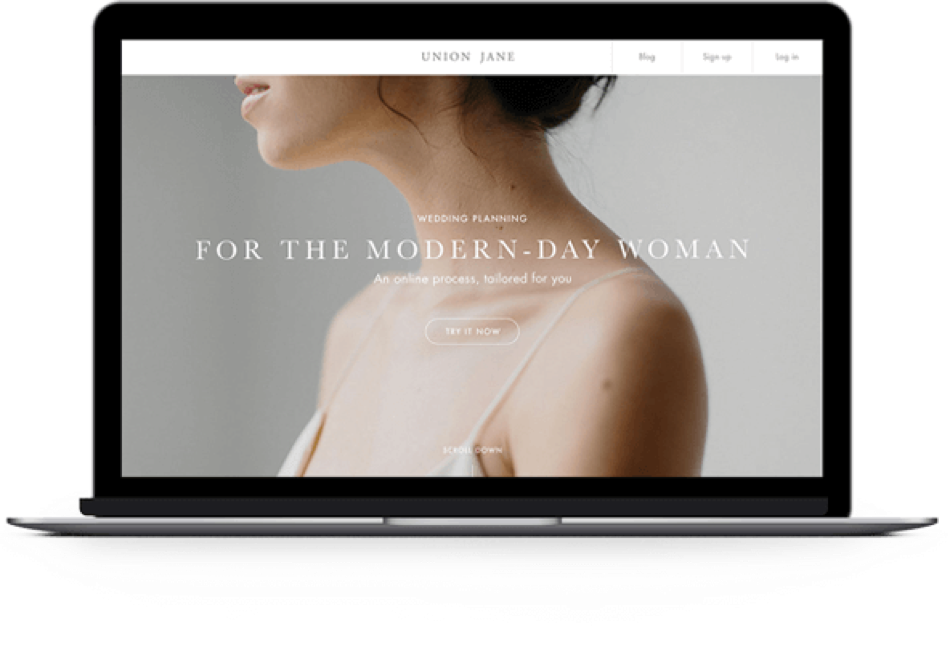 UNION JANE
Blog
Sign up
Log in
WEDDING PLANNING
FOR THE MODERN-DAY WOMAN
An online process, tailored for you
TRY IT NOW
SCROLL DOWN